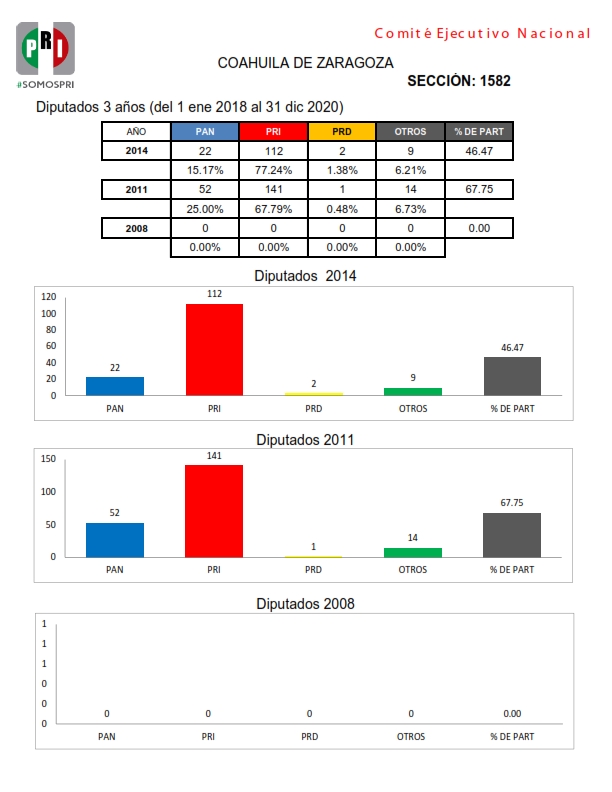 Comité Ejecutivo Nacional
PRI
#SOMOSPRI
COAHUILA DE ZARAGOZA
SECCIÓN: 1582
Diputados 3 años (del 1 ene 2018 al 31 dic 2020)
AÑO PAN PRI PRD OTROS % DE PART
2014 22 112 2 9 46.47
15.17% 77.24% 1.38% 6.21%
2011 52 141 1 14 67.75
25.00% 67.79% 0.48% 6.73%
2008 0 0 0 0 0.00
0.00% 0.00% 0.00% 0.00%
Diputados 2014
120
100
80
60
40
20
0
22 112 2 9 46.47
PAN PRI PRD OTROS % DE PART
Diputados 2011
150
100
50
0
52 141 1 14 67.75
PAN PRI PRD OTROS % DE PART
Diputados 2008
1
1
1
0
0
0
0 0 0 0 0.00
PAN PRI PRD OTROS % DE PART